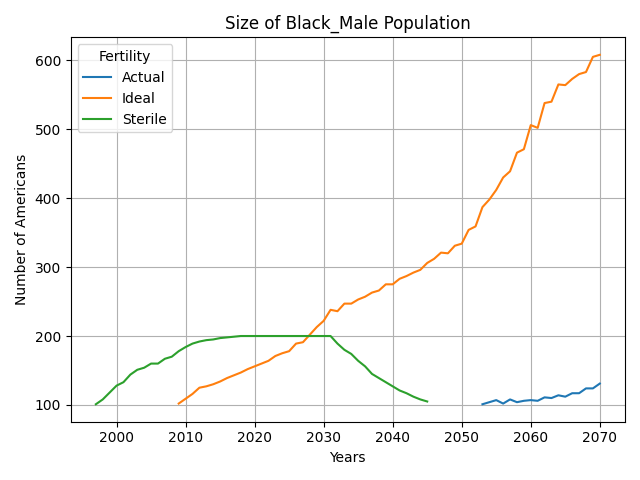 Size of Black_Male Population
Fertility
Actual
Ideal
Sterile
Number of Americans
600
500
400
300
200
100
2000 2010 2020 2030 2040 2050 2060 2070
Years